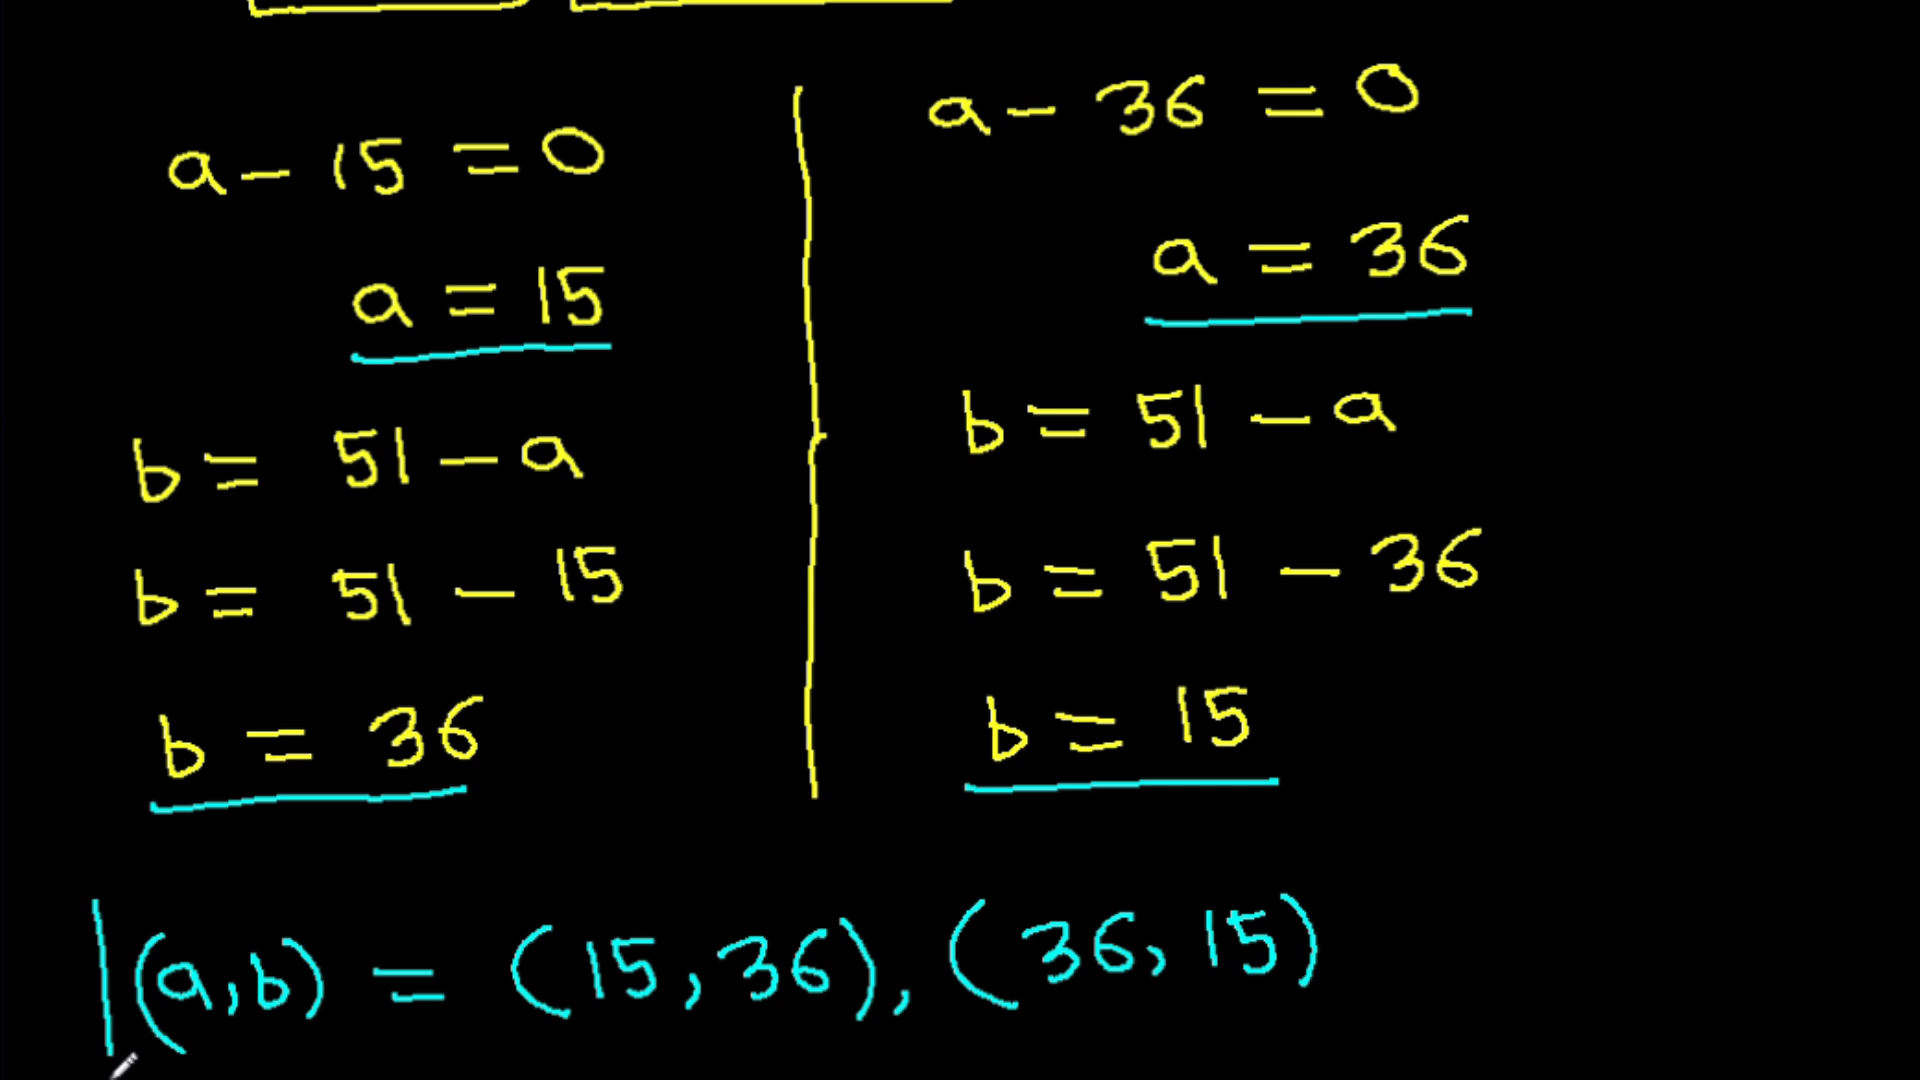 a - 15 = 0
a = 15
b = 51 - a
b = 51 - 15
b = 36
a - 36 = 0
a = 36
b = 51 - a
b = 51 - 36
b = 15
(a,b) = (15,36), (36,15)